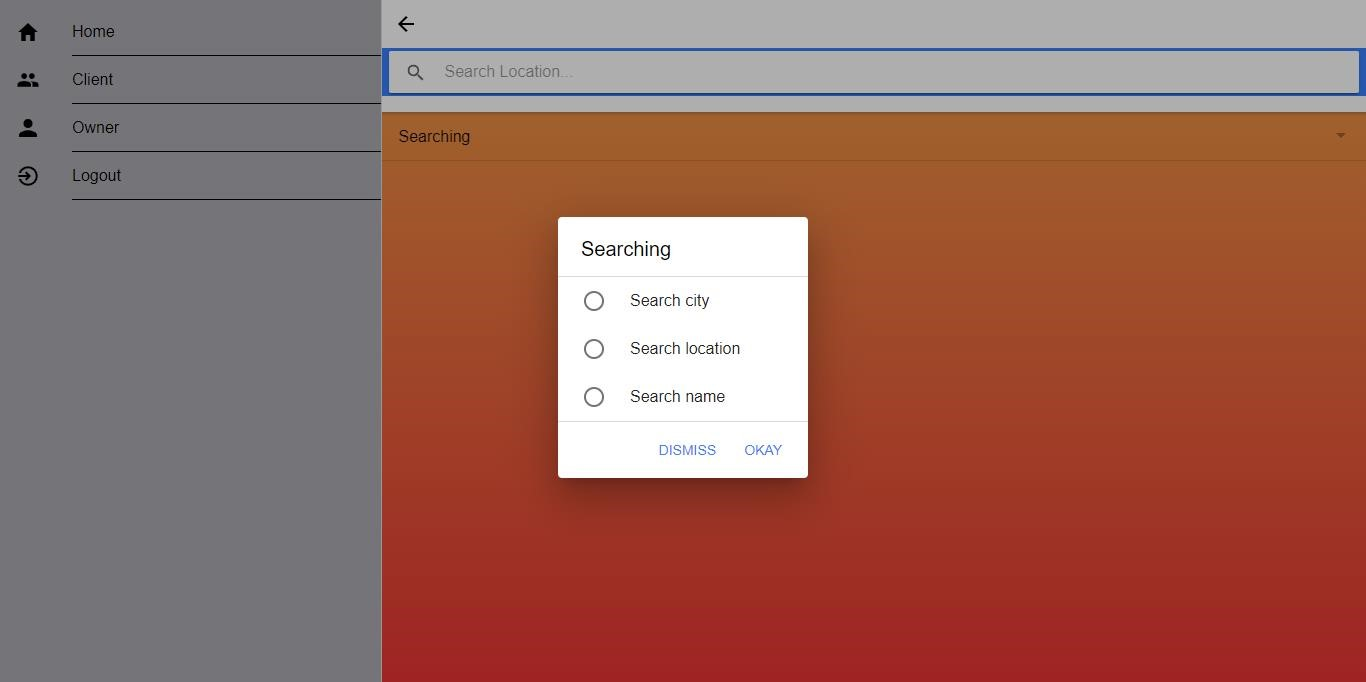 Home
Client
Owner
Logout
Search Location...
Searching
Searching
Search city
Search location
Search name
DISMISS OKAY